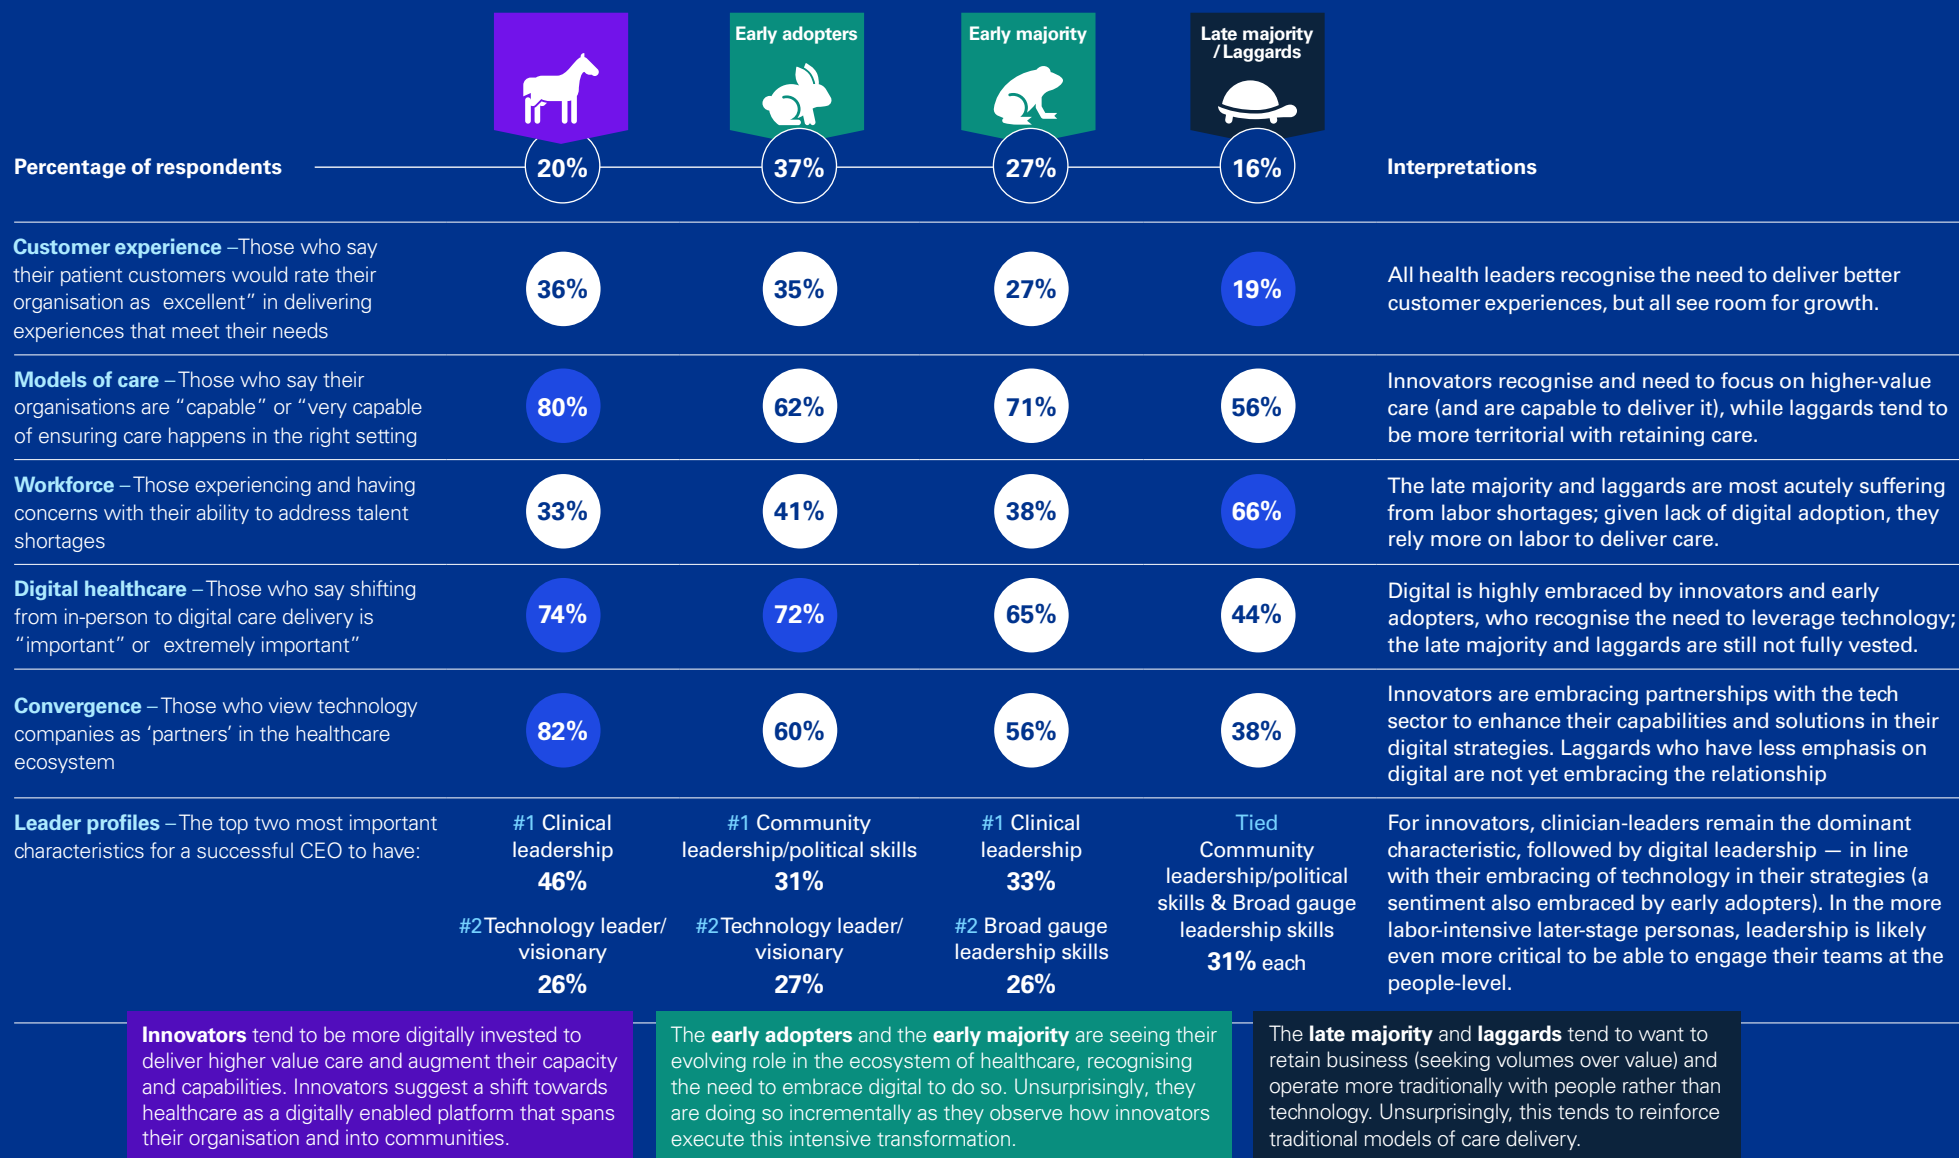 Early adopters
Early majority
Late majority
/Laggards
Percentage of respondents
20%
37%
27%
16%
Interpretations
Customer experience –Those who say
their patient customers would rate their
organisation as excellent” in delivering
experiences that meet their needs
36%
35%
27%
19%
All health leaders recognise the need to deliver better
customer experiences, but all see room for growth.
Models of care –Those who say their
organisations are “capable” or “very capable
of ensuring care happens in the right setting
80%
62%
71%
56%
Innovators recognise and need to focus on higher-value
care (and are capable to deliver it), while laggards tend to
be more territorial with retaining care.
Workforce –Those experiencing and having
concerns with their ability to address talent
shortages
33%
41%
38%
66%
The late majority and laggards are most acutely suffering
from labor shortages; given lack of digital adoption, they
rely more on labor to deliver care.
Digital healthcare –Those who say shifting
from in-person to digital care delivery is
“important” or extremely important”
74%
72%
65%
44%
Digital is highly embraced by innovators and early
adopters, who recognise the need to leverage technology;
the late majority and laggards are still not fully vested.
Convergence –Those who view technology
companies as ‘partners’ in the healthcare
ecosystem
82%
60%
56%
38%
Innovators are embracing partnerships with the tech
sector to enhance their capabilities and solutions in their
digital strategies. Laggards who have less emphasis on
digital are not yet embracing the relationship
Leader profiles –The top two most important
characteristics for a successful CEO to have:
#1 Clinical
leadership
46%
#2 Technology leader/
visionary
26%
#1 Community
leadership/political skills
31%
#2 Technology leader/
visionary
27%
#1 Clinical
leadership
33%
#2 Broad gauge
leadership skills
26%
Tied
Community
leadership/political
skills & Broad gauge
leadership skills
31% each
For innovators, clinician-leaders remain the dominant
characteristic, followed by digital leadership — in line
with their embracing of technology in their strategies (a
sentiment also embraced by early adopters). In the more
labor-intensive later-stage personas, leadership is likely
even more critical to be able to engage their teams at the
people-level.
Innovators tend to be more digitally invested to
deliver higher value care and augment their capacity
and capabilities. Innovators suggest a shift towards
healthcare as a digitally enabled platform that spans
their organisation and into communities.
The early adopters and the early majority are seeing their
evolving role in the ecosystem of healthcare, recognising
the need to embrace digital to do so. Unsurprisingly, they
are doing so incrementally as they observe how innovators
execute this intensive transformation.
The late majority and laggards tend to want to
retain business (seeking volumes over value) and
operate more traditionally with people rather than
technology. Unsurprisingly, this tends to reinforce
traditional models of care delivery.